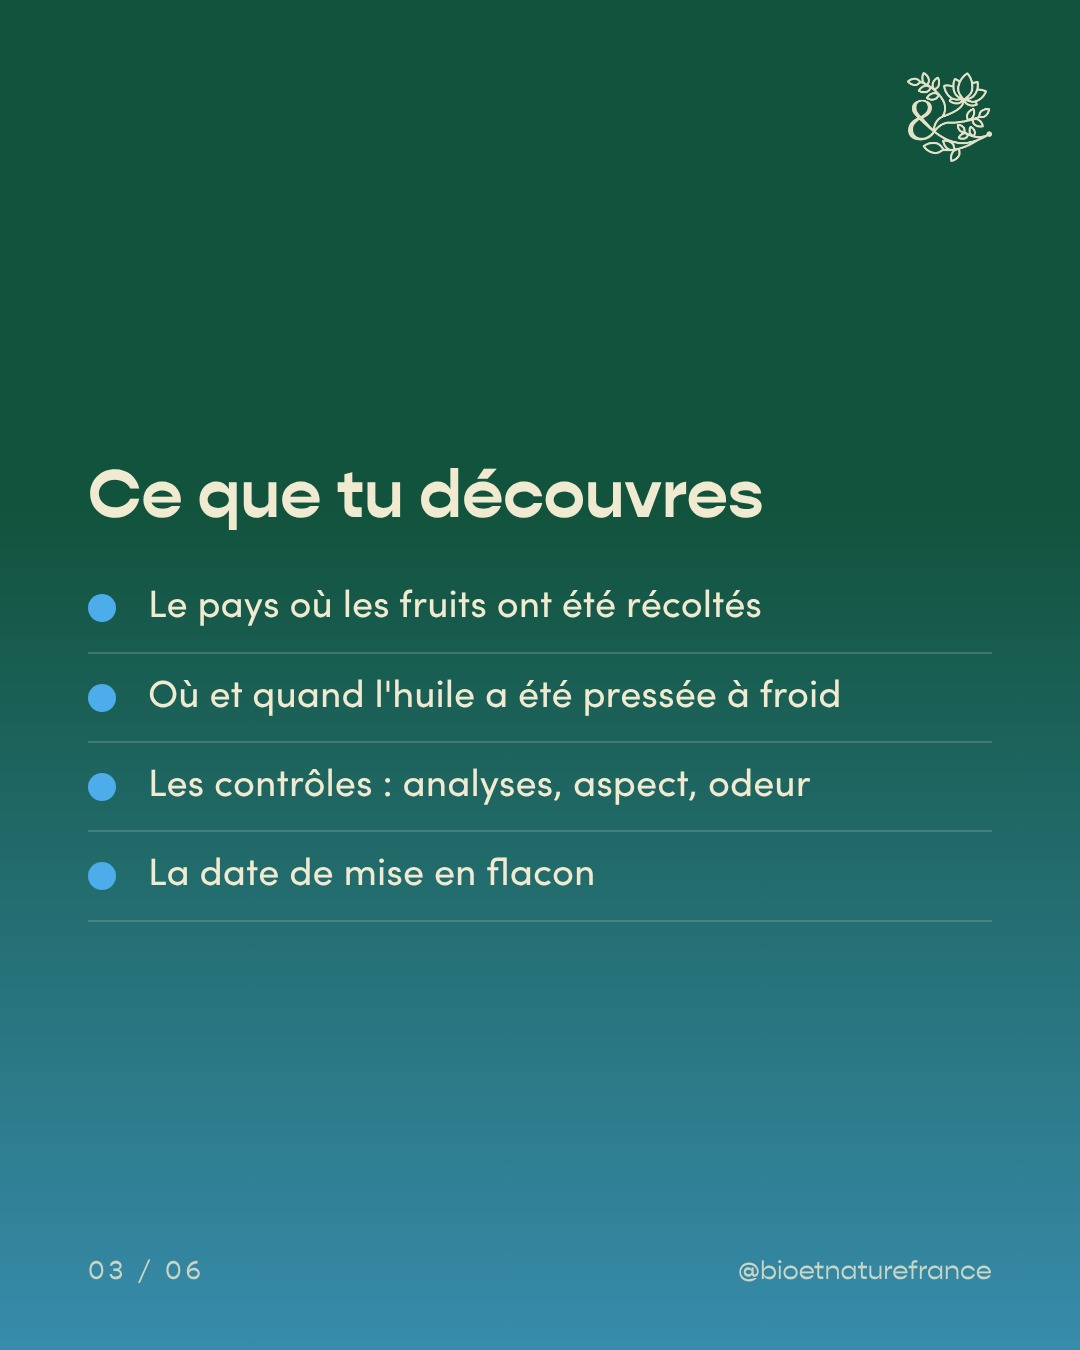 &
Ce que tu découvres
Le pays où les fruits ont été récoltés
Où et quand l'huile a été pressée à froid
Les contrôles : analyses, aspect, odeur
La date de mise en flacon
03 / 06
@bioetnaturefrance